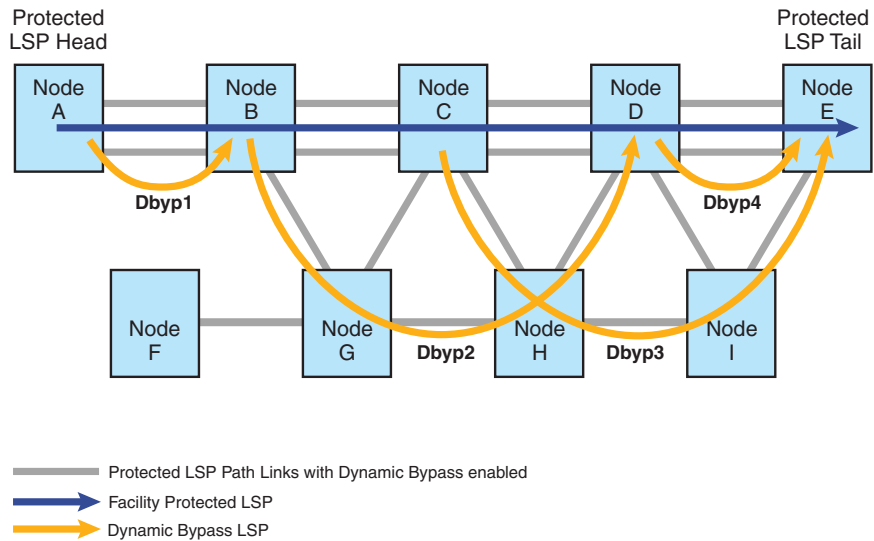 Protected
LSP Head
Protected
LSP Tail
Node
A
Node
B
Node
C
Node
D
Node
E
Dbyp1
Dbyp4
Node
F
Node
G
Node
H
Node
I
Dbyp2
Dbyp3
Protected LSP Path Links with Dynamic Bypass enabled
Facility Protected LSP
Dynamic Bypass LSP